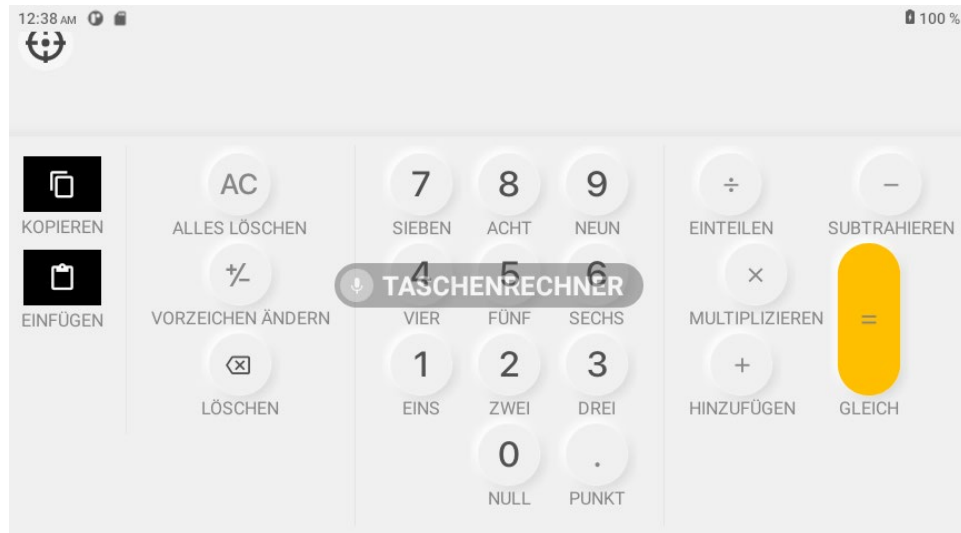 12:38 AM 100 %
KOPIEREN
EINFÜGEN
AC
ALLES LÖSCHEN
+/−
VORZEICHEN ÄNDERN
LÖSCHEN
7 8 9
SIEBEN ACHT NEUN
4 5 6
TASCHENRECHNER
VIER FÜNF SECHS
1 2 3
EINS ZWEI DREI
0 .
NULL PUNKT
÷ −
EINTEILEN SUBTRAHIEREN
×
MULTIPLIZIEREN
+ =
HINZUFÜGEN GLEICH